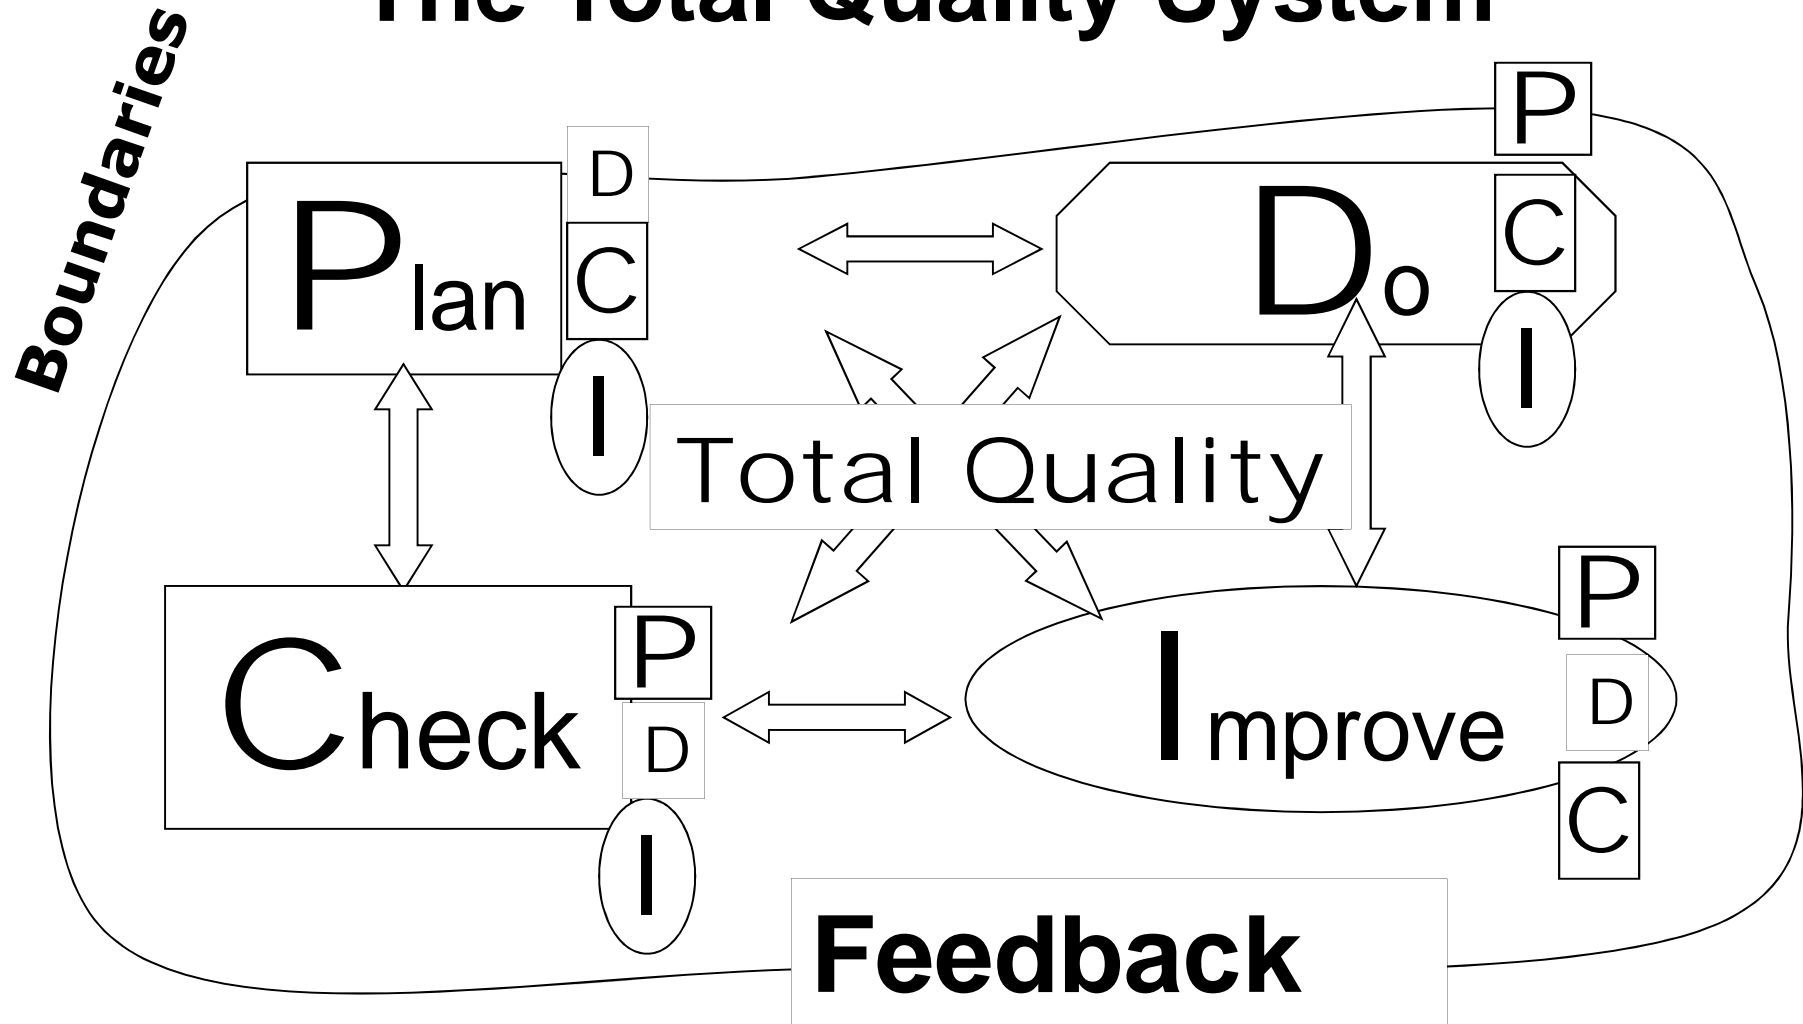 The Total Quality System
Boundaries
Plan
D
C
I
Do
P
C
I
Total Quality
Check
P
D
I
Improve
P
D
C
Feedback